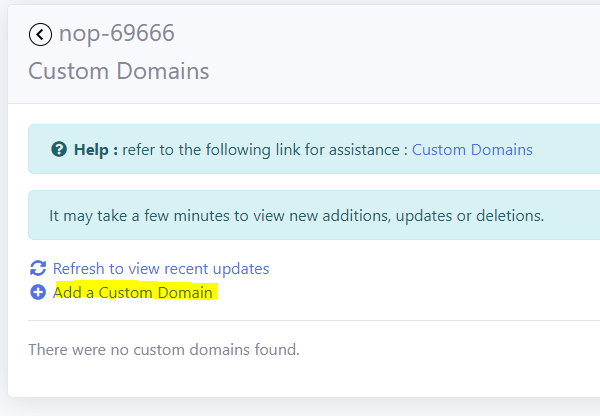 nop-69666
Custom Domains
Help : refer to the following link for assistance : Custom Domains
It may take a few minutes to view new additions, updates or deletions.
Refresh to view recent updates
Add a Custom Domain
There were no custom domains found.